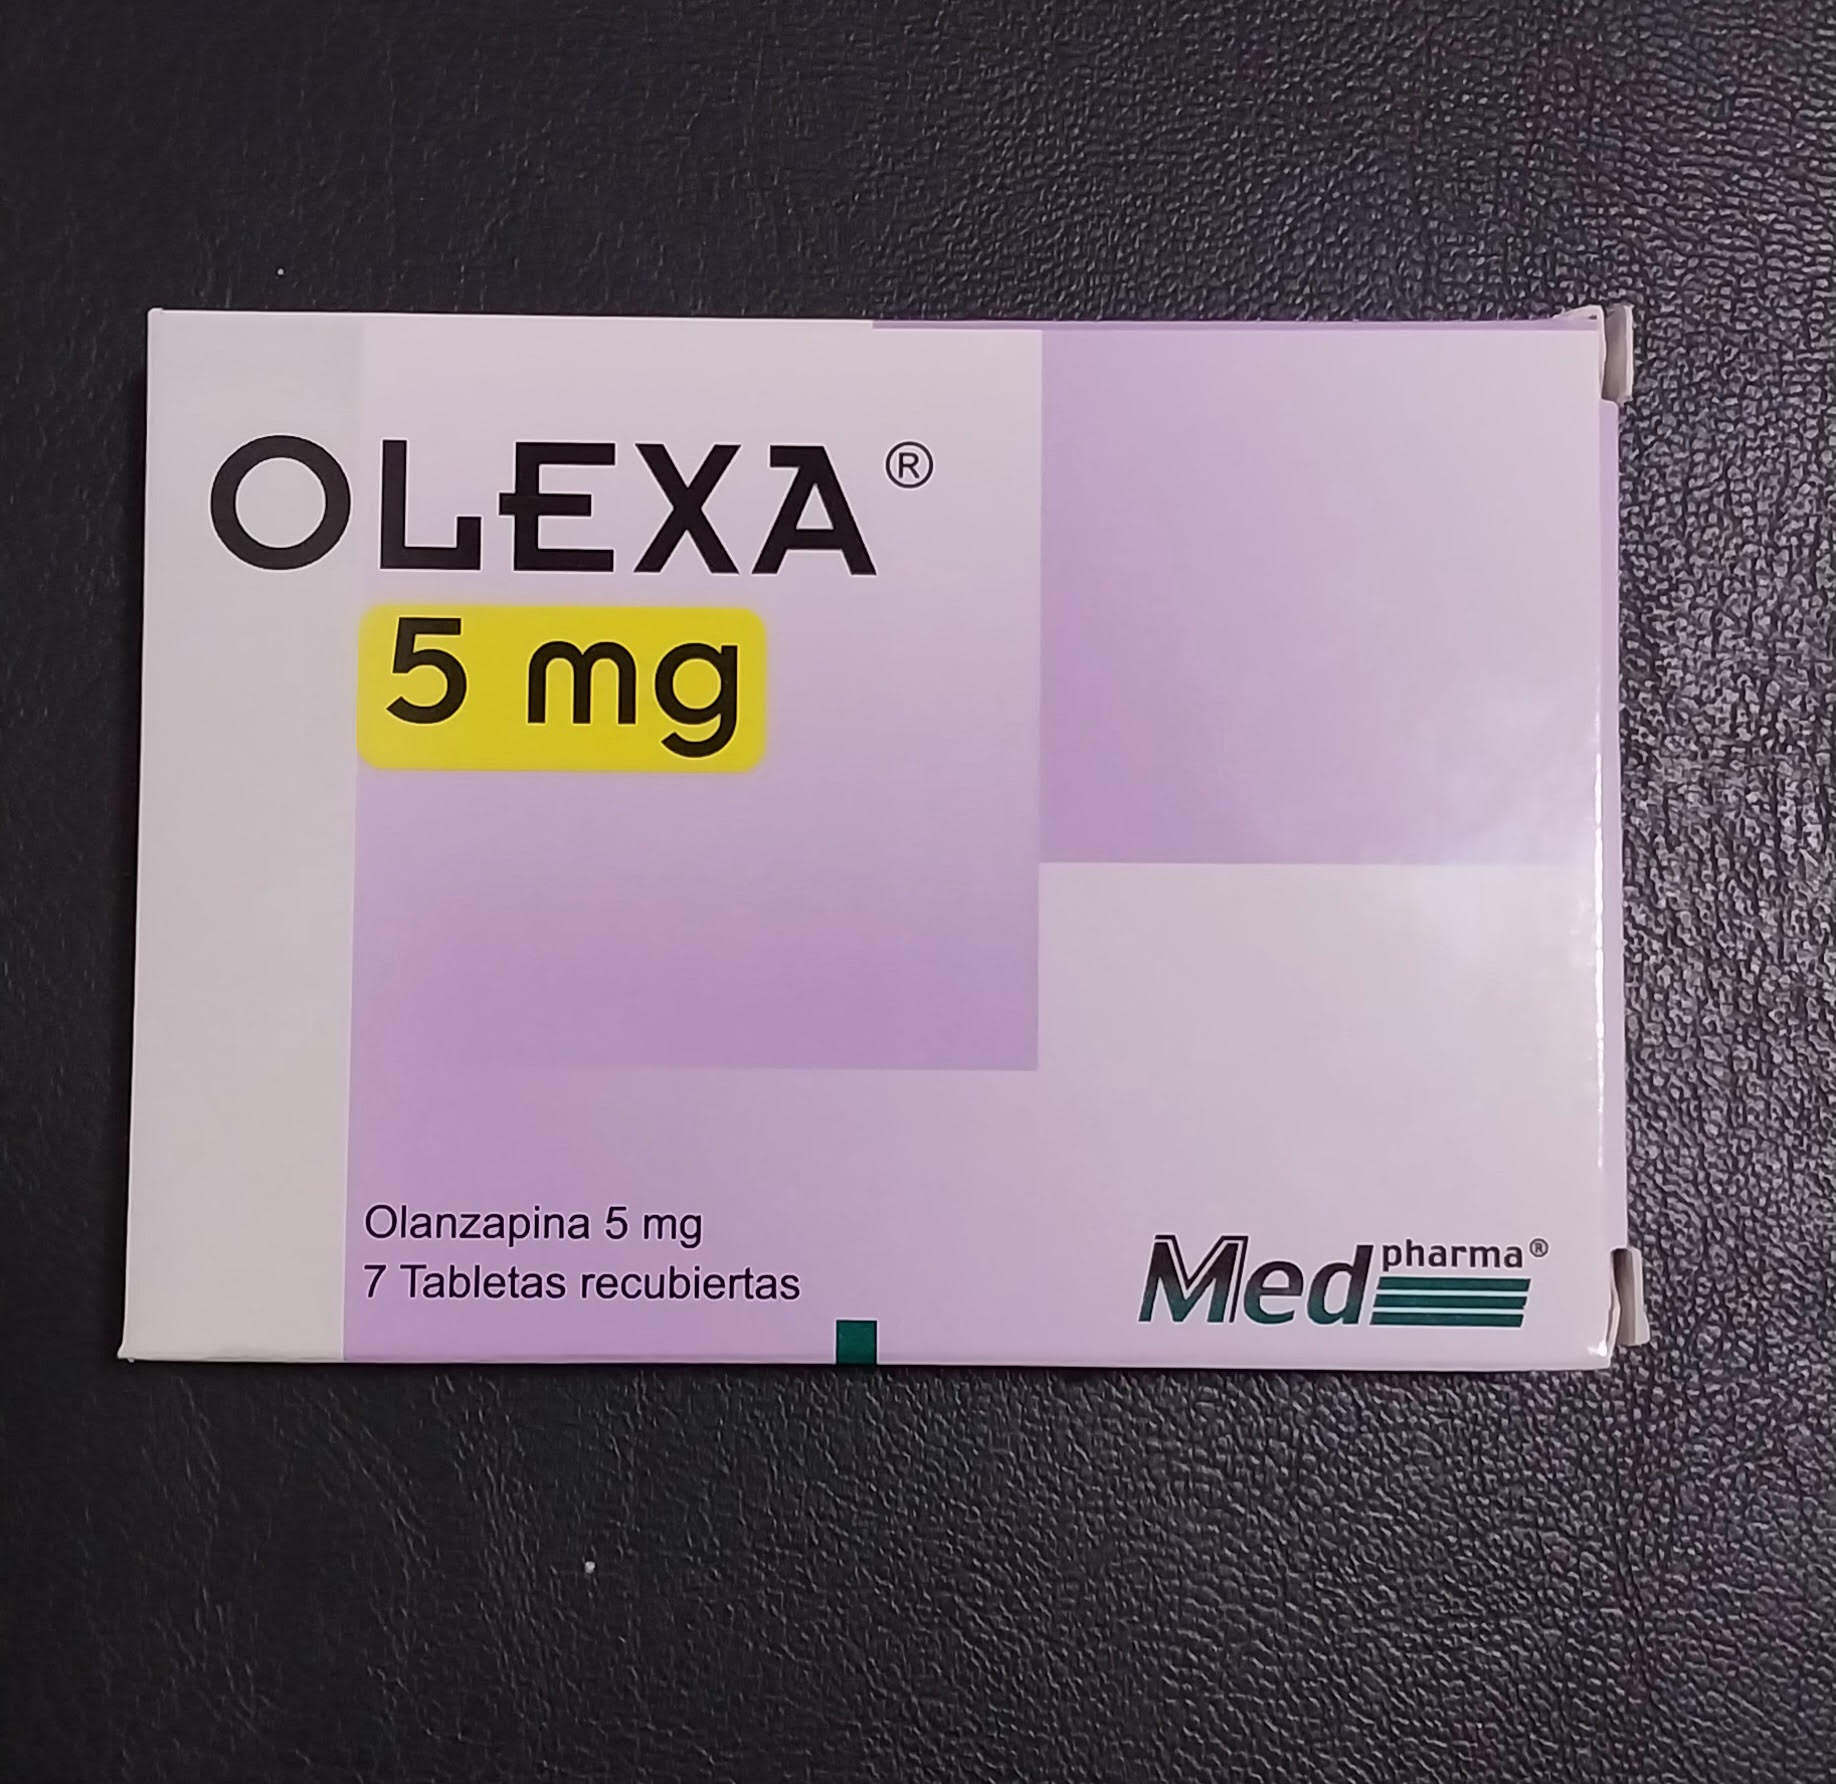 OLEXA®
5 mg
Olanzapina 5 mg
7 Tabletas recubiertas
Med pharma®